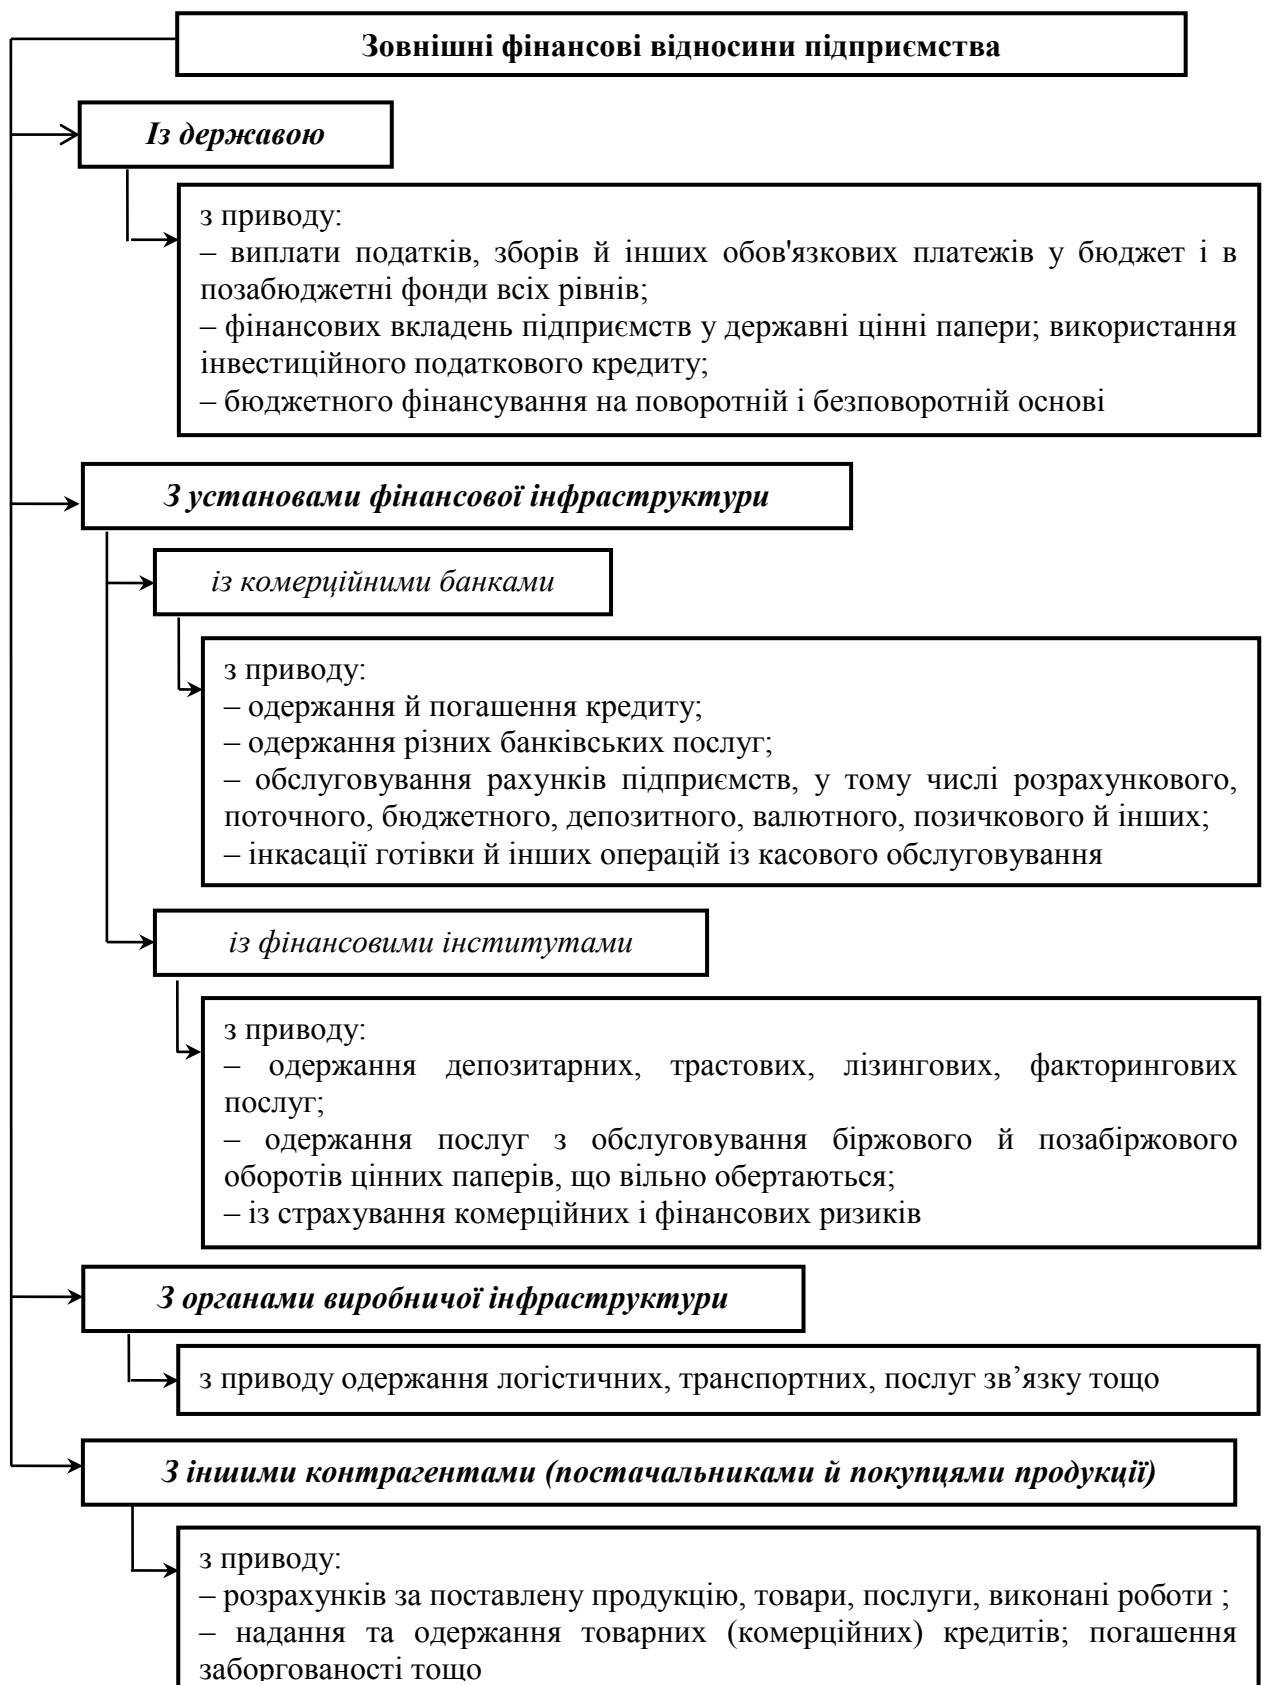 Зовнішні фінансові відносини підприємства
Із державою
з приводу:
– виплати податків, зборів й інших обов'язкових платежів у бюджет і в
позабюджетні фонди всіх рівнів;
– фінансових вкладень підприємств у державні цінні папери; використання
інвестиційного податкового кредиту;
– бюджетного фінансування на поворотній і безповоротній основі
З установами фінансової інфраструктури
із комерційними банками
з приводу:
– одержання й погашення кредиту;
– одержання різних банківських послуг;
– обслуговування рахунків підприємств, у тому числі розрахункового,
поточного, бюджетного, депозитного, валютного, позичкового й інших;
– інкасації готівки й інших операцій із касового обслуговування
із фінансовими інститутами
з приводу:
– одержання депозитарних, трастових, лізингових, факторингових
послуг;
– одержання послуг з обслуговування біржового й позабіржового
оборотів цінних паперів, що вільно обертаються;
– із страхування комерційних і фінансових ризиків
З органами виробничої інфраструктури
з приводу одержання логістичних, транспортних, послуг зв’язку тощо
З іншими контрагентами (постачальниками й покупцями продукції)
з приводу:
– розрахунків за поставлену продукцію, товари, послуги, виконані роботи ;
– надання та одержання товарних (комерційних) кредитів; погашення
заборгованості тощо